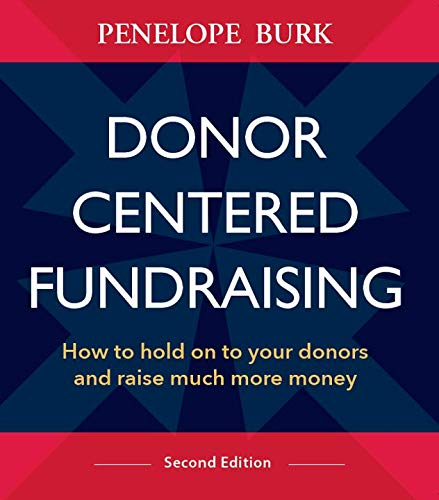 PENELOPE BURK
DONOR
CENTERED
FUNDRAISING
How to hold on to your donors
and raise much more money
Second Edition